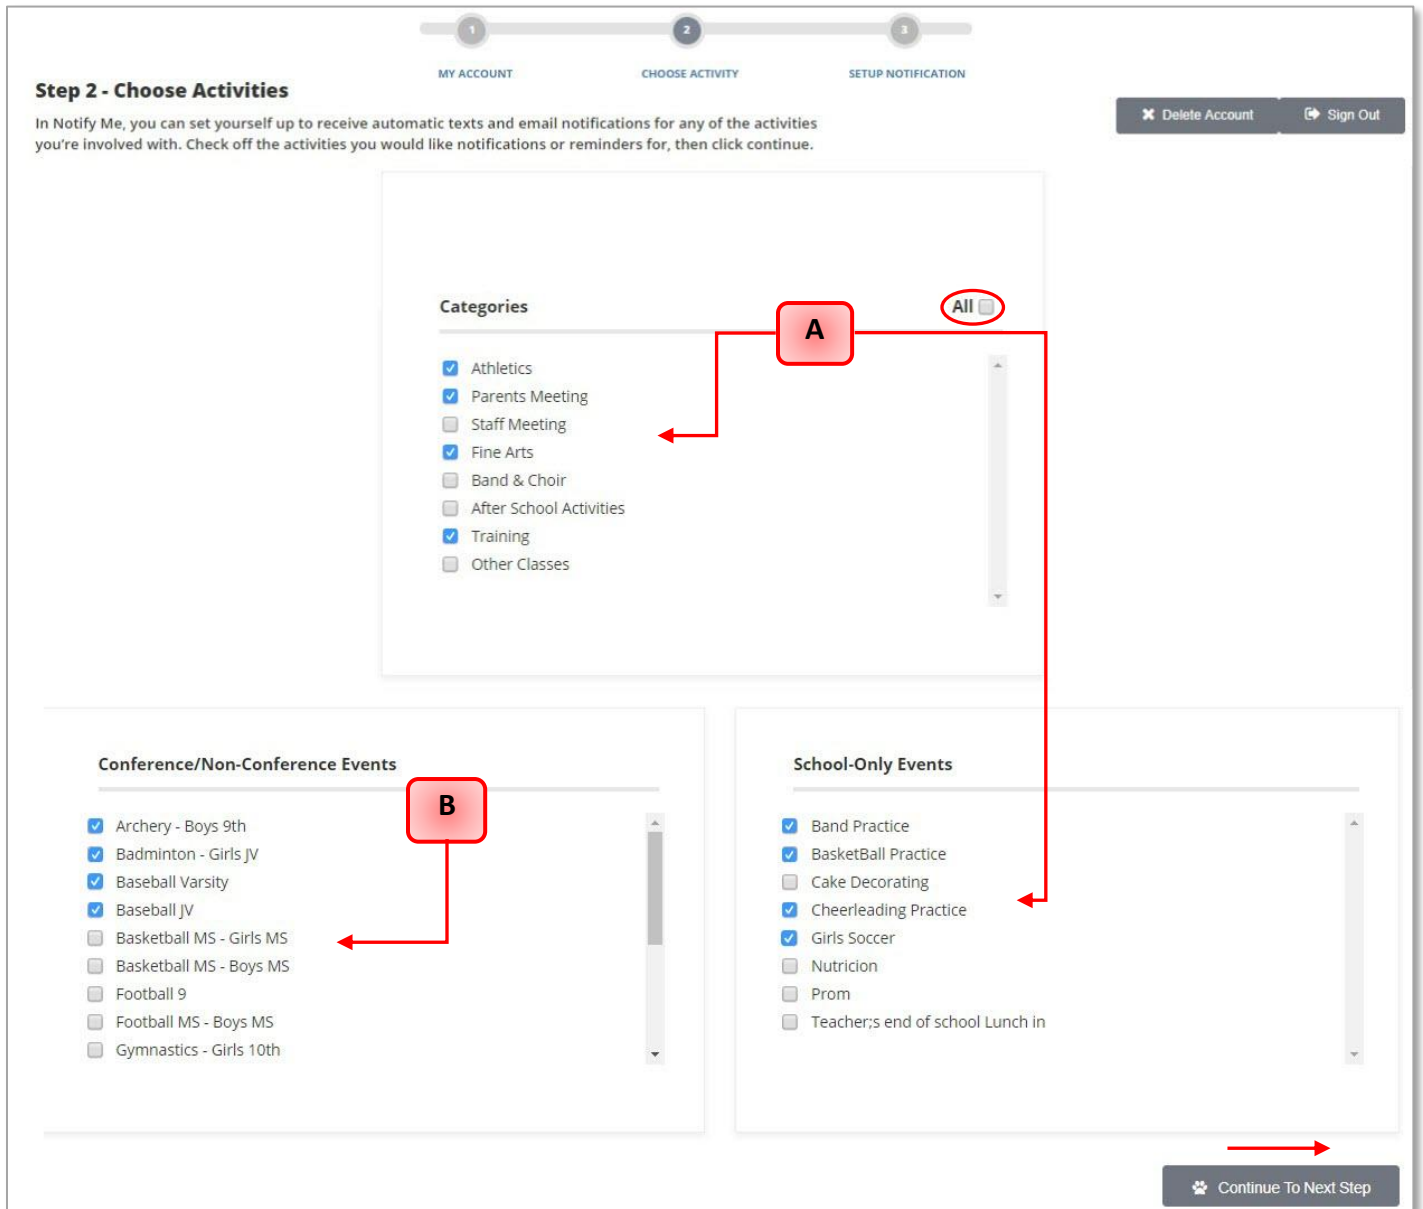 1
2
3
MY ACCOUNT
CHOOSE ACTIVITY
SETUP NOTIFICATION
Step 2 - Choose Activities
In Notify Me, you can set yourself up to receive automatic texts and email notifications for any of the activities
you're involved with. Check off the activities you would like notifications or reminders for, then click continue.
Delete Account
Sign Out
Categories
All
A
Athletics
Parents Meeting
Staff Meeting
Fine Arts
Band & Choir
After School Activities
Training
Other Classes
Conference/Non-Conference Events
B
Archery - Boys 9th
Badminton - Girls JV
Baseball Varsity
Baseball JV
Basketball MS - Girls MS
Basketball MS - Boys MS
Football 9
Football MS - Boys MS
Gymnastics - Girls 10th
School-Only Events
Band Practice
BasketBall Practice
Cake Decorating
Cheerleading Practice
Girls Soccer
Nutricion
Prom
Teacher;s end of school Lunch in
Continue To Next Step